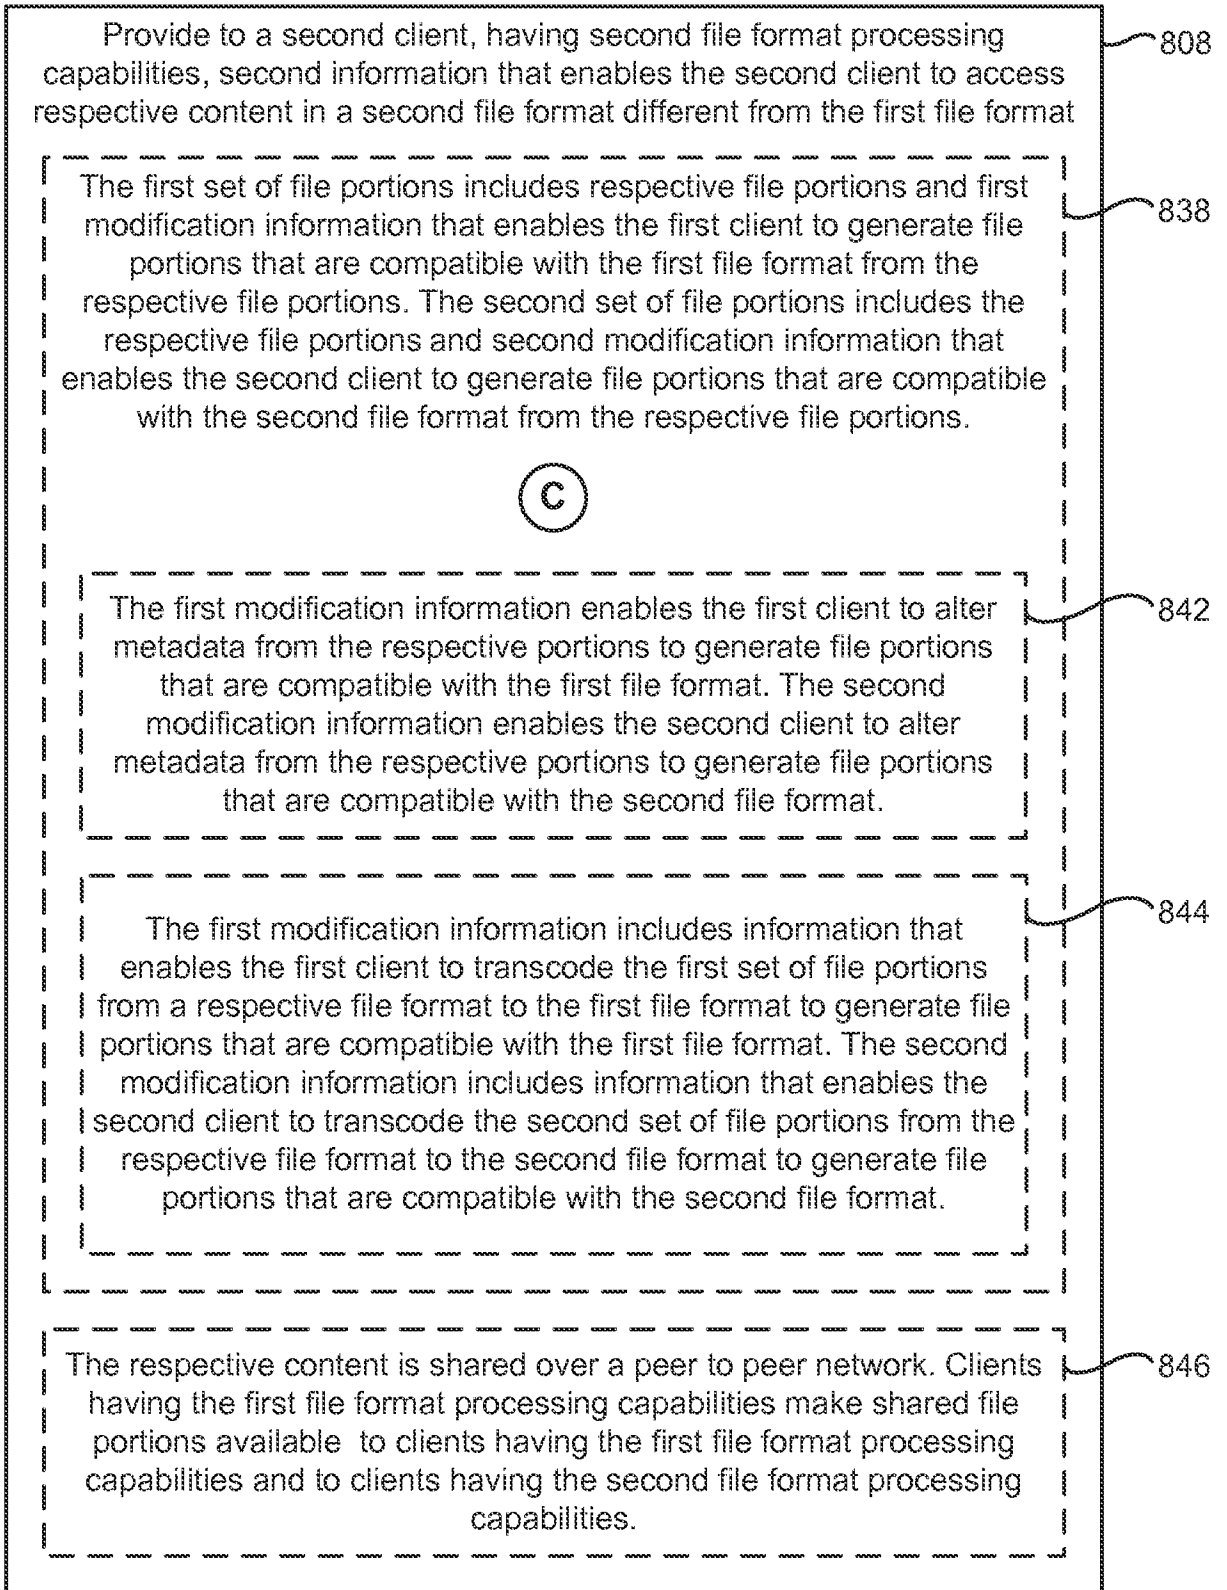 Provide to a second client, having second file format processing
capabilities, second information that enables the second client to access
respective content in a second file format different from the first file format
808
The first set of file portions includes respective file portions and first
modification information that enables the first client to generate file
portions that are compatible with the first file format from the
respective file portions. The second set of file portions includes the
respective file portions and second modification information that
enables the second client to generate file portions that are compatible
with the second file format from the respective file portions.
838
C
The first modification information enables the first client to alter
metadata from the respective portions to generate file portions
that are compatible with the first file format. The second
modification information enables the second client to alter
metadata from the respective portions to generate file portions
that are compatible with the second file format.
842
The first modification information includes information that
enables the first client to transcode the first set of file portions
from a respective file format to the first file format to generate file
portions that are compatible with the first file format. The second
modification information includes information that enables the
second client to transcode the second set of file portions from the
respective file format to the second file format to generate file
portions that are compatible with the second file format.
844
The respective content is shared over a peer to peer network. Clients
having the first file format processing capabilities make shared file
portions available to clients having the first file format processing
capabilities and to clients having the second file format processing
capabilities.
846